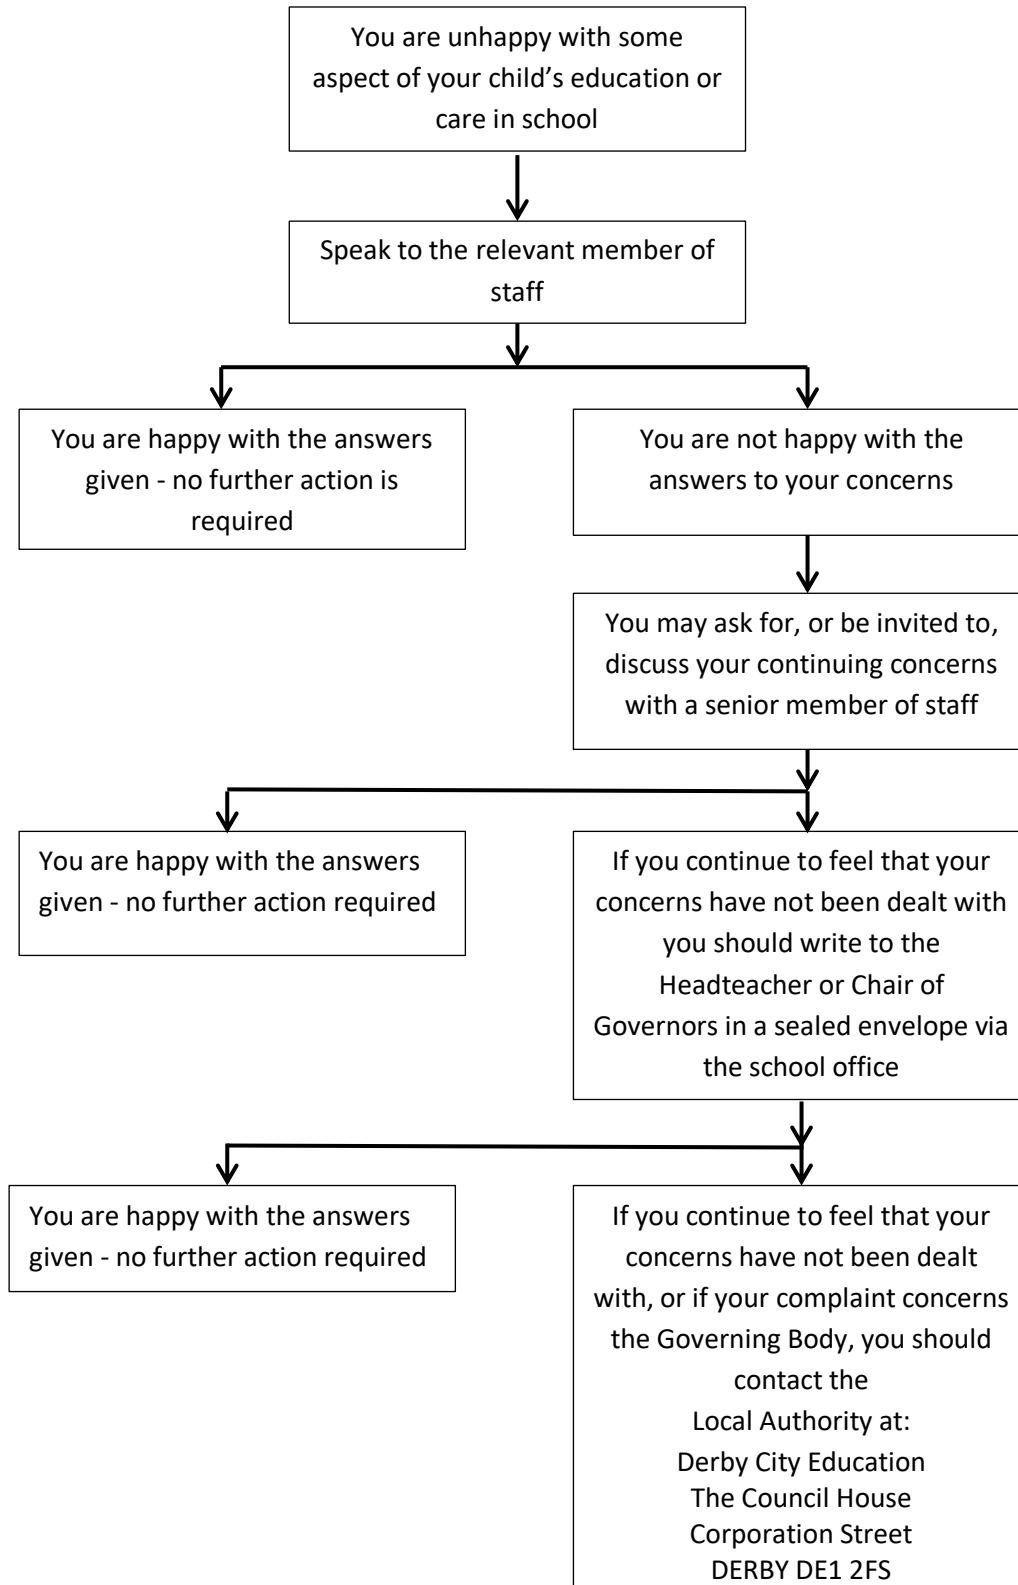 You are unhappy with some
aspect of your child’s education or
care in school
Speak to the relevant member of
staff
You are happy with the answers
given - no further action is
required
You are not happy with the
answers to your concerns
You may ask for, or be invited to,
discuss your continuing concerns
with a senior member of staff
You are happy with the answers
given - no further action required
If you continue to feel that your
concerns have not been dealt with
you should write to the
Headteacher or Chair of
Governors in a sealed envelope via
the school office
You are happy with the answers
given - no further action required
If you continue to feel that your
concerns have not been dealt
with, or if your complaint concerns
the Governing Body, you should
contact the
Local Authority at:
Derby City Education
The Council House
Corporation Street
DERBY DE1 2FS